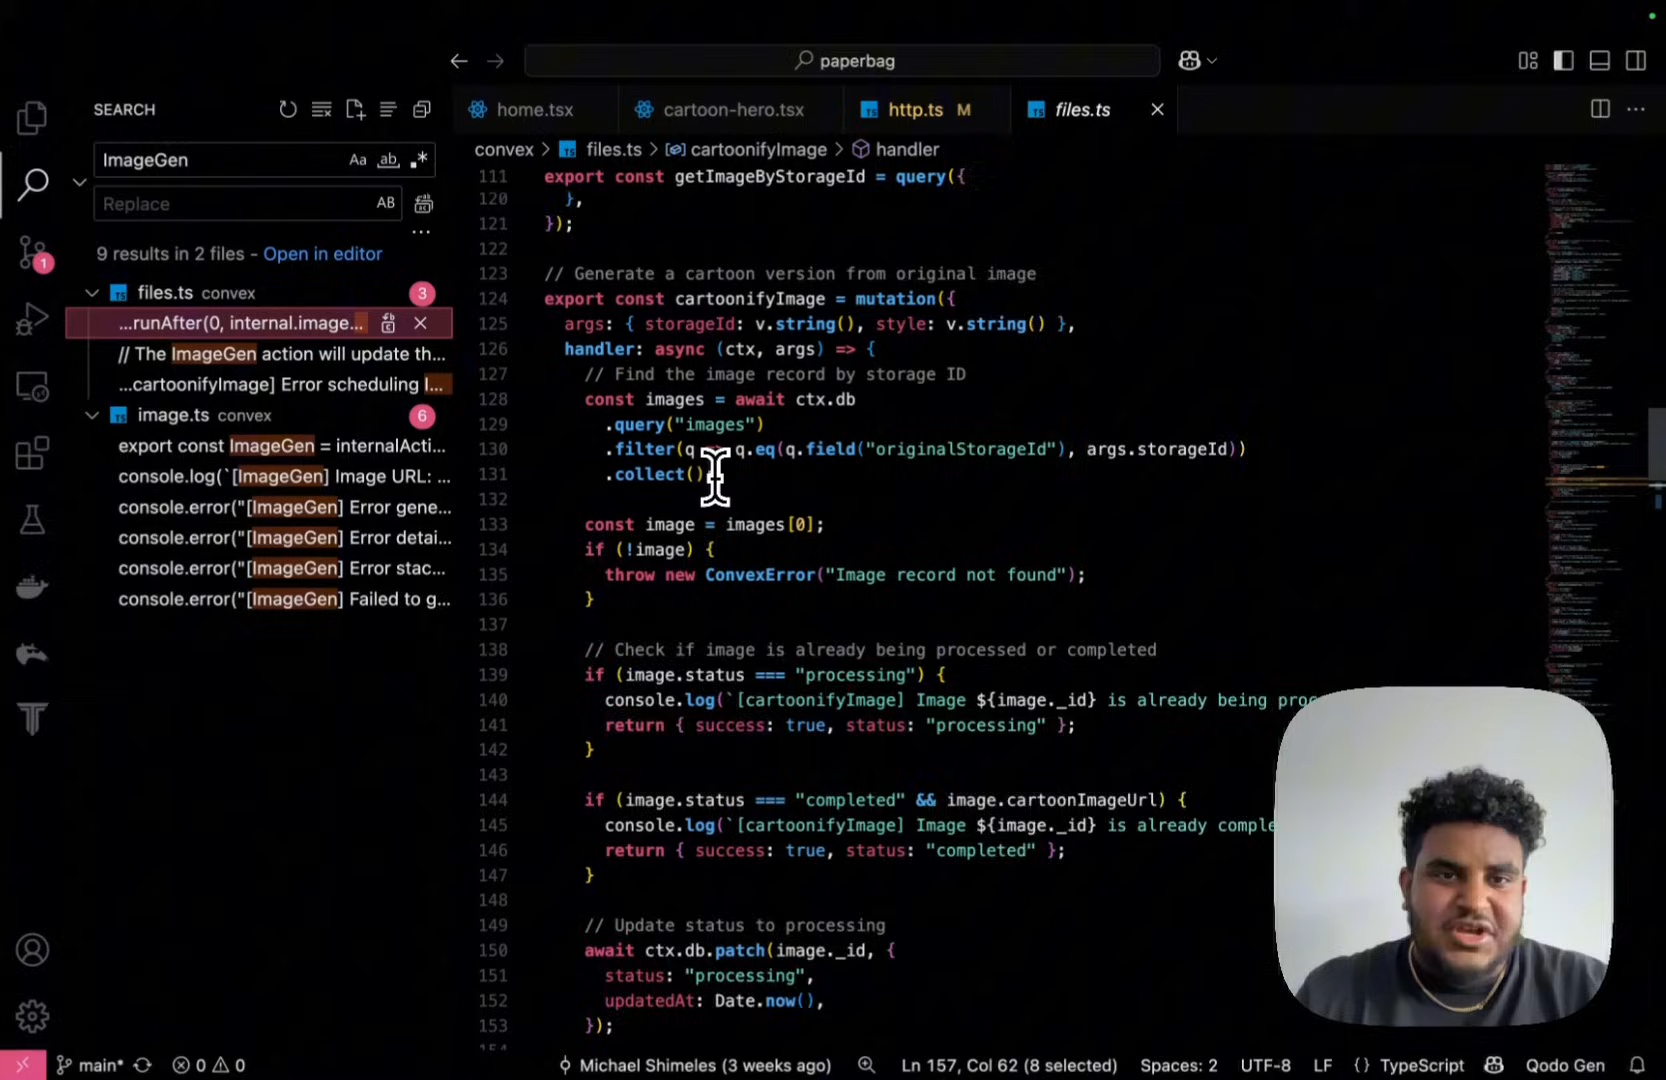 paperbag
SEARCH
home.tsx
cartoon-hero.tsx
TS http.ts M
TS files.ts
ImageGen
Aa ab
convex > TS files.ts > cartoonifyImage > handler
Replace
AB
9 results in 2 files - Open in editor
TS files.ts convex 3
...runAfter(0, internal.image...
// The ImageGen action will update th...
...cartoonifyImage] Error scheduling I...
TS image.ts convex 6
export const ImageGen = internalActi...
console.log(`[ImageGen] Image URL: ...
console.error("[ImageGen] Error gene...
console.error("[ImageGen] Error detai...
console.error("[ImageGen] Error stac...
console.error("[ImageGen] Failed to g...
1
111 export const getImageByStorageId = query({
120 },
121 });
122
123 // Generate a cartoon version from original image
124 export const cartoonifyImage = mutation({
125 args: { storageId: v.string(), style: v.string() },
126 handler: async (ctx, args) => {
127 // Find the image record by storage ID
128 const images = await ctx.db
129 .query("images")
130 .filter(q q.eq(q.field("originalStorageId"), args.storageId))
131 .collect()
132
133 const image = images[0];
134 if (!image) {
135 throw new ConvexError("Image record not found");
136 }
137
138 // Check if image is already being processed or completed
139 if (image.status === "processing") {
140 console.log(`[cartoonifyImage] Image ${image._id} is already being proc
141 return { success: true, status: "processing" };
142 }
143
144 if (image.status === "completed" && image.cartoonImageUrl) {
145 console.log(`[cartoonifyImage] Image ${image._id} is already comple
146 return { success: true, status: "completed" };
147 }
148
149 // Update status to processing
150 await ctx.db.patch(image._id, {
151 status: "processing",
152 updatedAt: Date.now(),
153 });
main* 0 0 Michael Shimeles (3 weeks ago) Ln 157, Col 62 (8 selected) Spaces: 2 UTF-8 LF {} TypeScript Qodo Gen